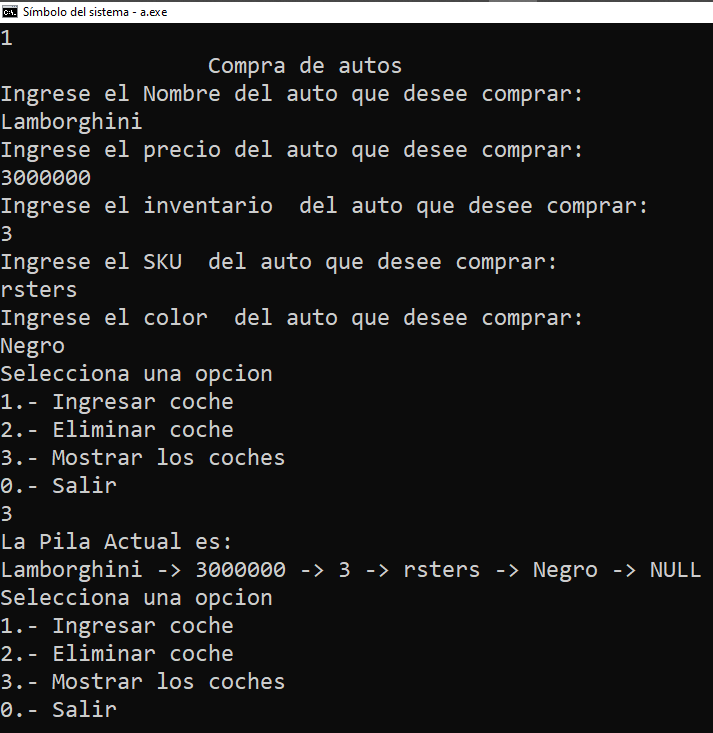 Símbolo del sistema - a.exe
1
Compra de autos
Ingrese el Nombre del auto que desee comprar:
Lamborghini
Ingrese el precio del auto que desee comprar:
3000000
Ingrese el inventario  del auto que desee comprar:
3
Ingrese el SKU  del auto que desee comprar:
rsters
Ingrese el color  del auto que desee comprar:
Negro
Selecciona una opcion
1.- Ingresar coche
2.- Eliminar coche
3.- Mostrar los coches
0.- Salir
3
La Pila Actual es:
Lamborghini -> 3000000 -> 3 -> rsters -> Negro -> NULL
Selecciona una opcion
1.- Ingresar coche
2.- Eliminar coche
3.- Mostrar los coches
0.- Salir